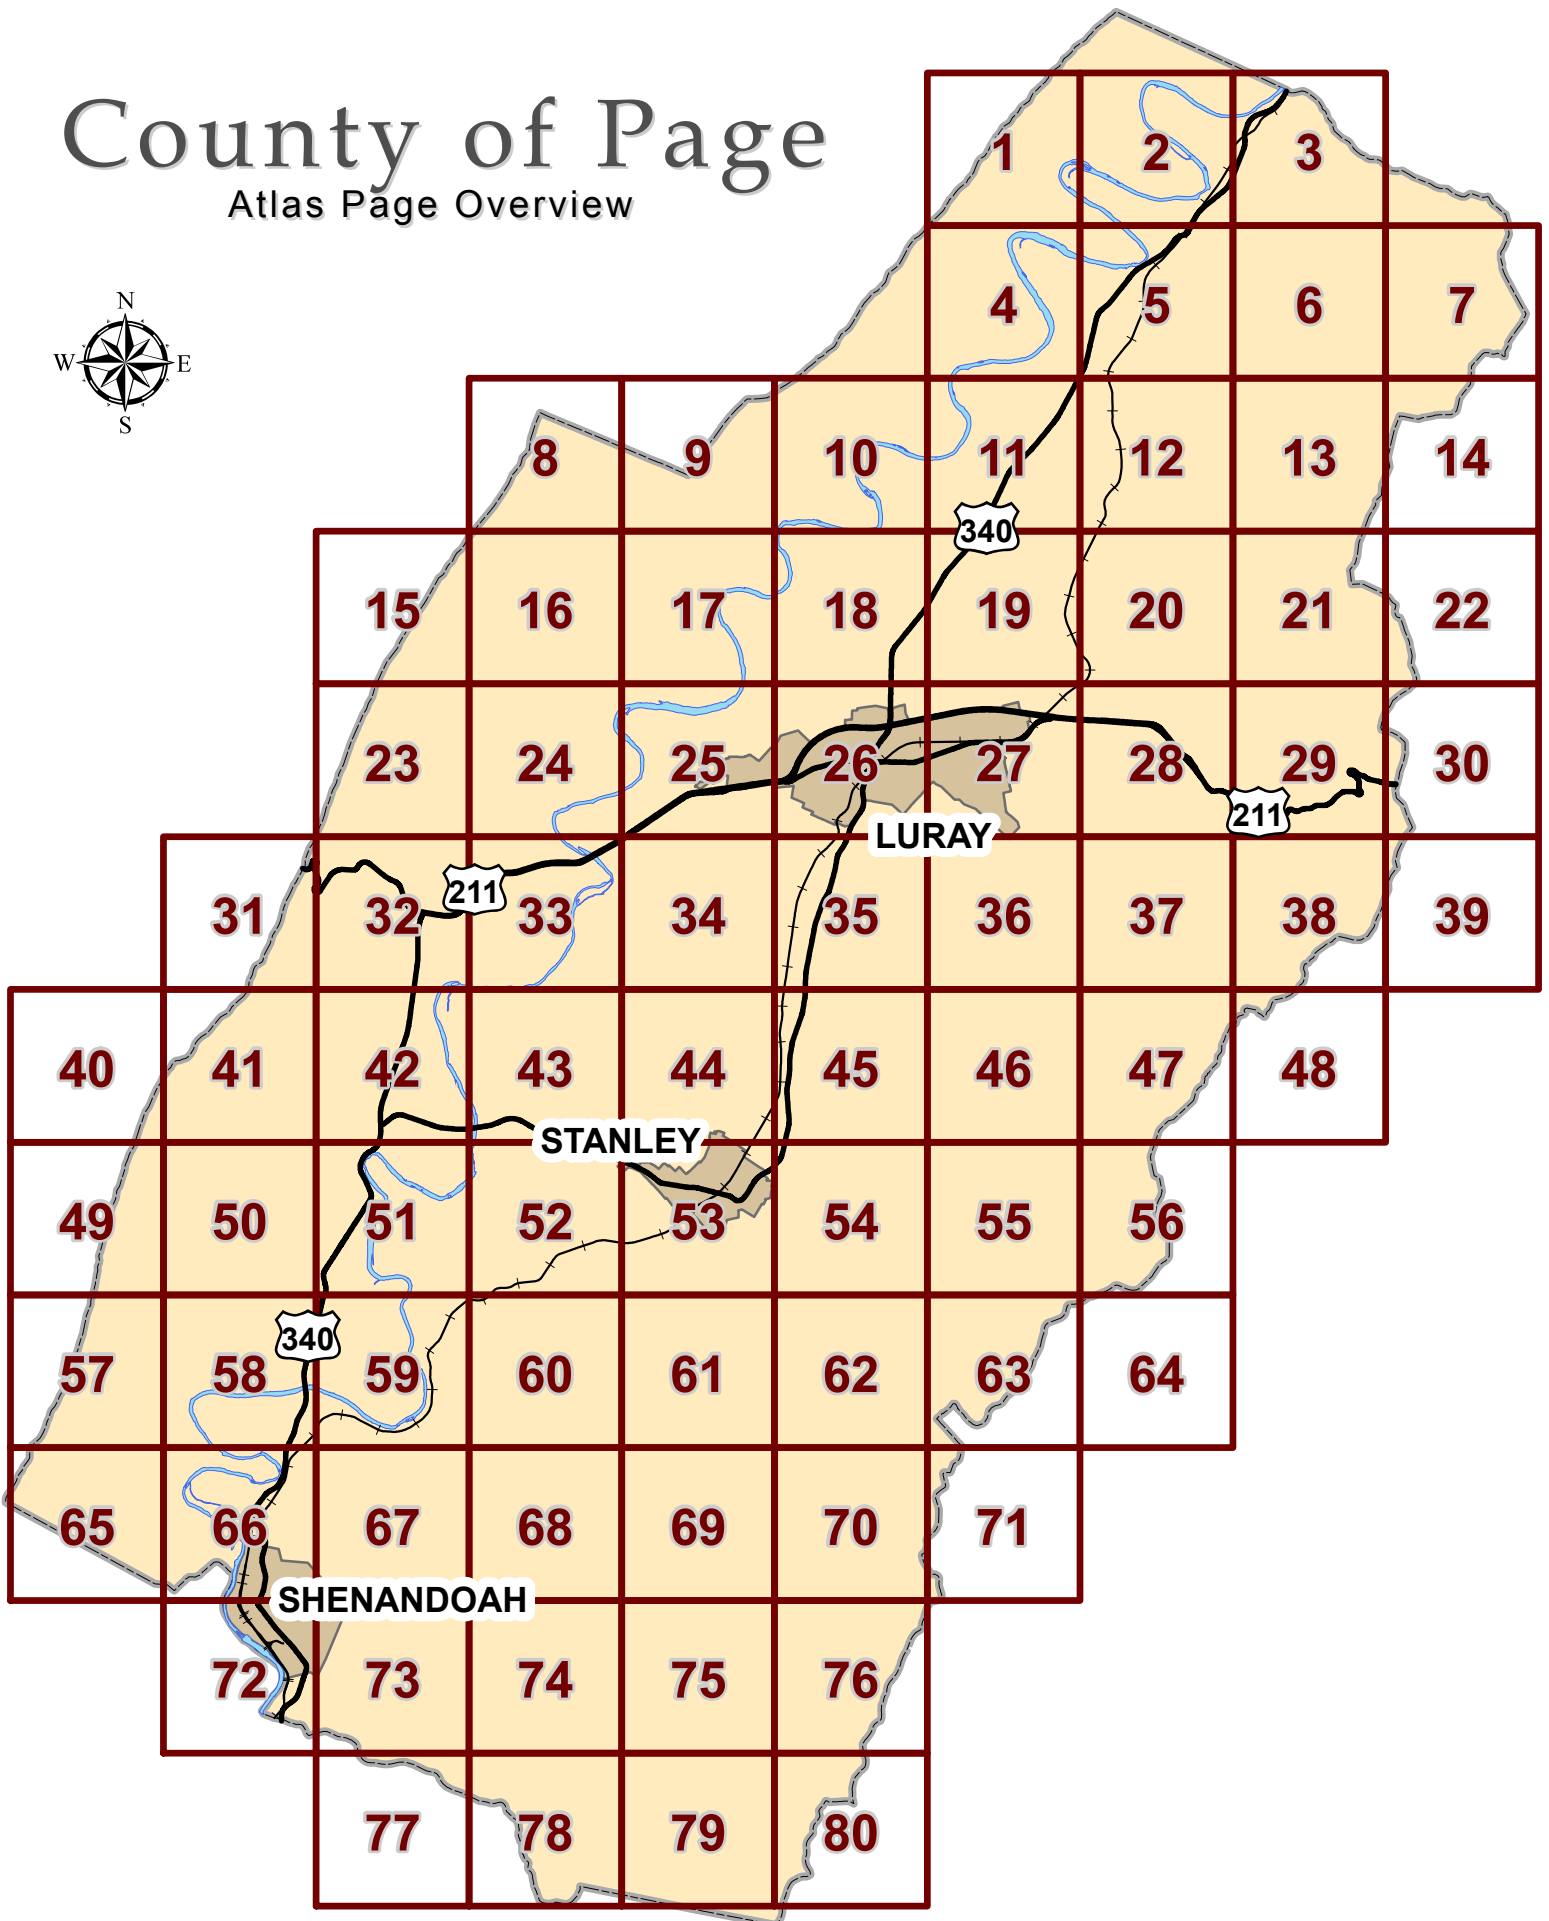 County of Page
Atlas Page Overview
N
W E
S
1 2 3
4 5 6 7
8 9 10 11 12 13 14
340
15 16 17 18 19 20 21 22
23 24 25 26 27 28 29 30
211
LURAY
211
31 32 33 34 35 36 37 38 39
40 41 42 43 44 45 46 47 48
STANLEY
49 50 51 52 53 54 55 56
340
57 58 59 60 61 62 63 64
65 66 67 68 69 70 71
SHENANDOAH
72 73 74 75 76
77 78 79 80